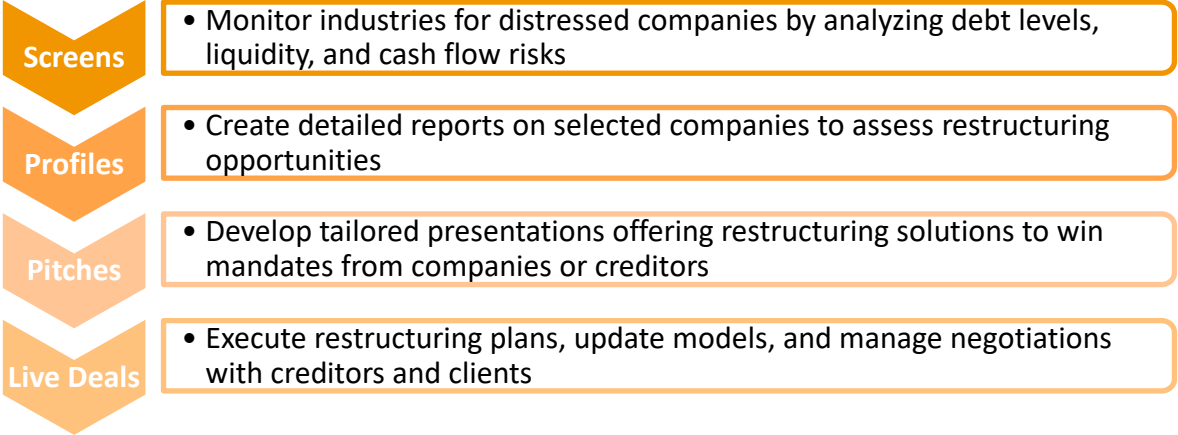 Screens
• Monitor industries for distressed companies by analyzing debt levels,
liquidity, and cash flow risks
Profiles
• Create detailed reports on selected companies to assess restructuring
opportunities
Pitches
• Develop tailored presentations offering restructuring solutions to win
mandates from companies or creditors
Live Deals
• Execute restructuring plans, update models, and manage negotiations
with creditors and clients